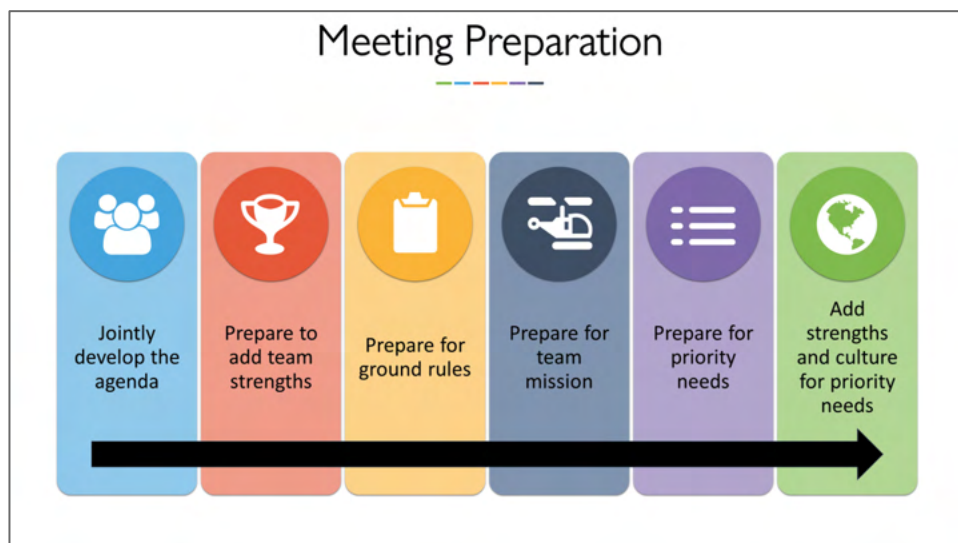 Meeting Preparation
Jointly
develop the
agenda
Prepare to
add team
strengths
Prepare for
ground rules
Prepare for
team
mission
Prepare for
priority
needs
Add
strengths
and culture
for priority
needs